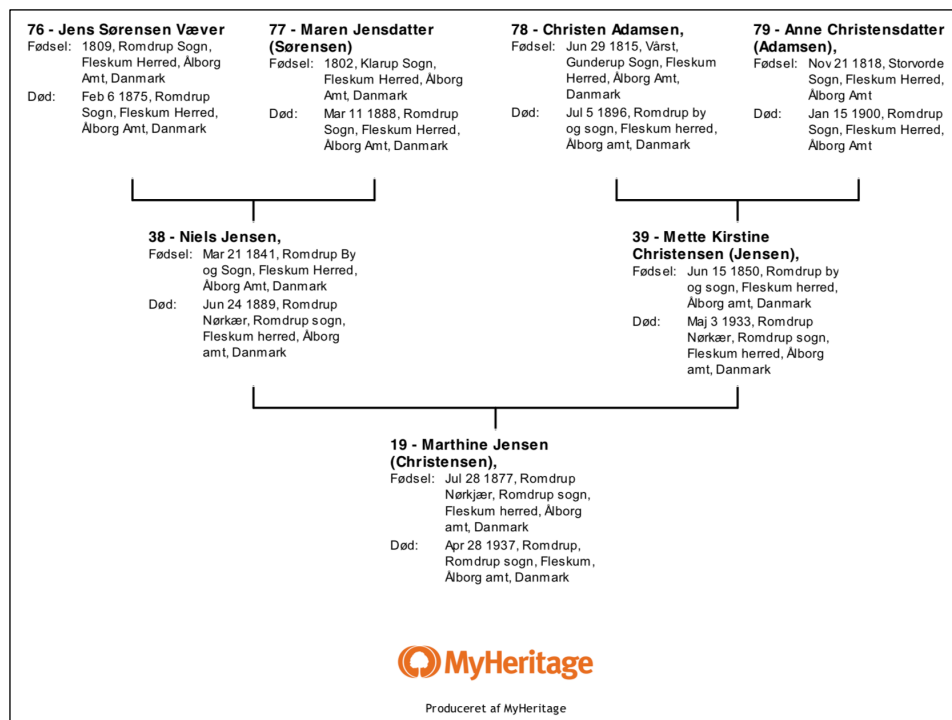 76 - Jens Sørensen Væver
Fødsel: 1809, Romdrup Sogn,
Fleskum Herred, Ålborg
Amt, Danmark
Død: Feb 6 1875, Romdrup
Sogn, Fleskum Herred,
Ålborg Amt, Danmark
77 - Maren Jensdatter
(Sørensen)
Fødsel: 1802, Klarup Sogn,
Fleskum Herred, Ålborg
Amt, Danmark
Død: Mar 11 1888, Romdrup
Sogn, Fleskum Herred,
Ålborg Amt, Danmark
78 - Christen Adamsen,
Fødsel: Jun 29 1815, Vårst,
Gunderup Sogn, Fleskum
Herred, Ålborg Amt,
Danmark
Død: Jul 5 1896, Romdrup by
og sogn, Fleskum herred,
Ålborg amt, Danmark
79 - Anne Christensdatter
(Adamsen),
Fødsel: Nov 21 1818, Storvorde
Sogn, Fleskum Herred,
Ålborg Amt
Død: Jan 15 1900, Romdrup
Sogn, Fleskum Herred,
Ålborg Amt
38 - Niels Jensen,
Fødsel: Mar 21 1841, Romdrup By
og Sogn, Fleskum Herred,
Ålborg Amt, Danmark
Død: Jun 24 1889, Romdrup
Nørkær, Romdrup sogn,
Fleskum herred, Ålborg
amt, Danmark
39 - Mette Kirstine
Christensen (Jensen),
Fødsel: Jun 15 1850, Romdrup by
og sogn, Fleskum herred,
Ålborg amt, Danmark
Død: Maj 3 1933, Romdrup
Nørkær, Romdrup sogn,
Fleskum herred, Ålborg
amt, Danmark
19 - Marthine Jensen
(Christensen),
Fødsel: Jul 28 1877, Romdrup
Nørkjær, Romdrup sogn,
Fleskum herred, Ålborg
amt, Danmark
Død: Apr 28 1937, Romdrup,
Romdrup sogn, Fleskum,
Ålborg amt, Danmark
MyHeritage
Produceret af MyHeritage